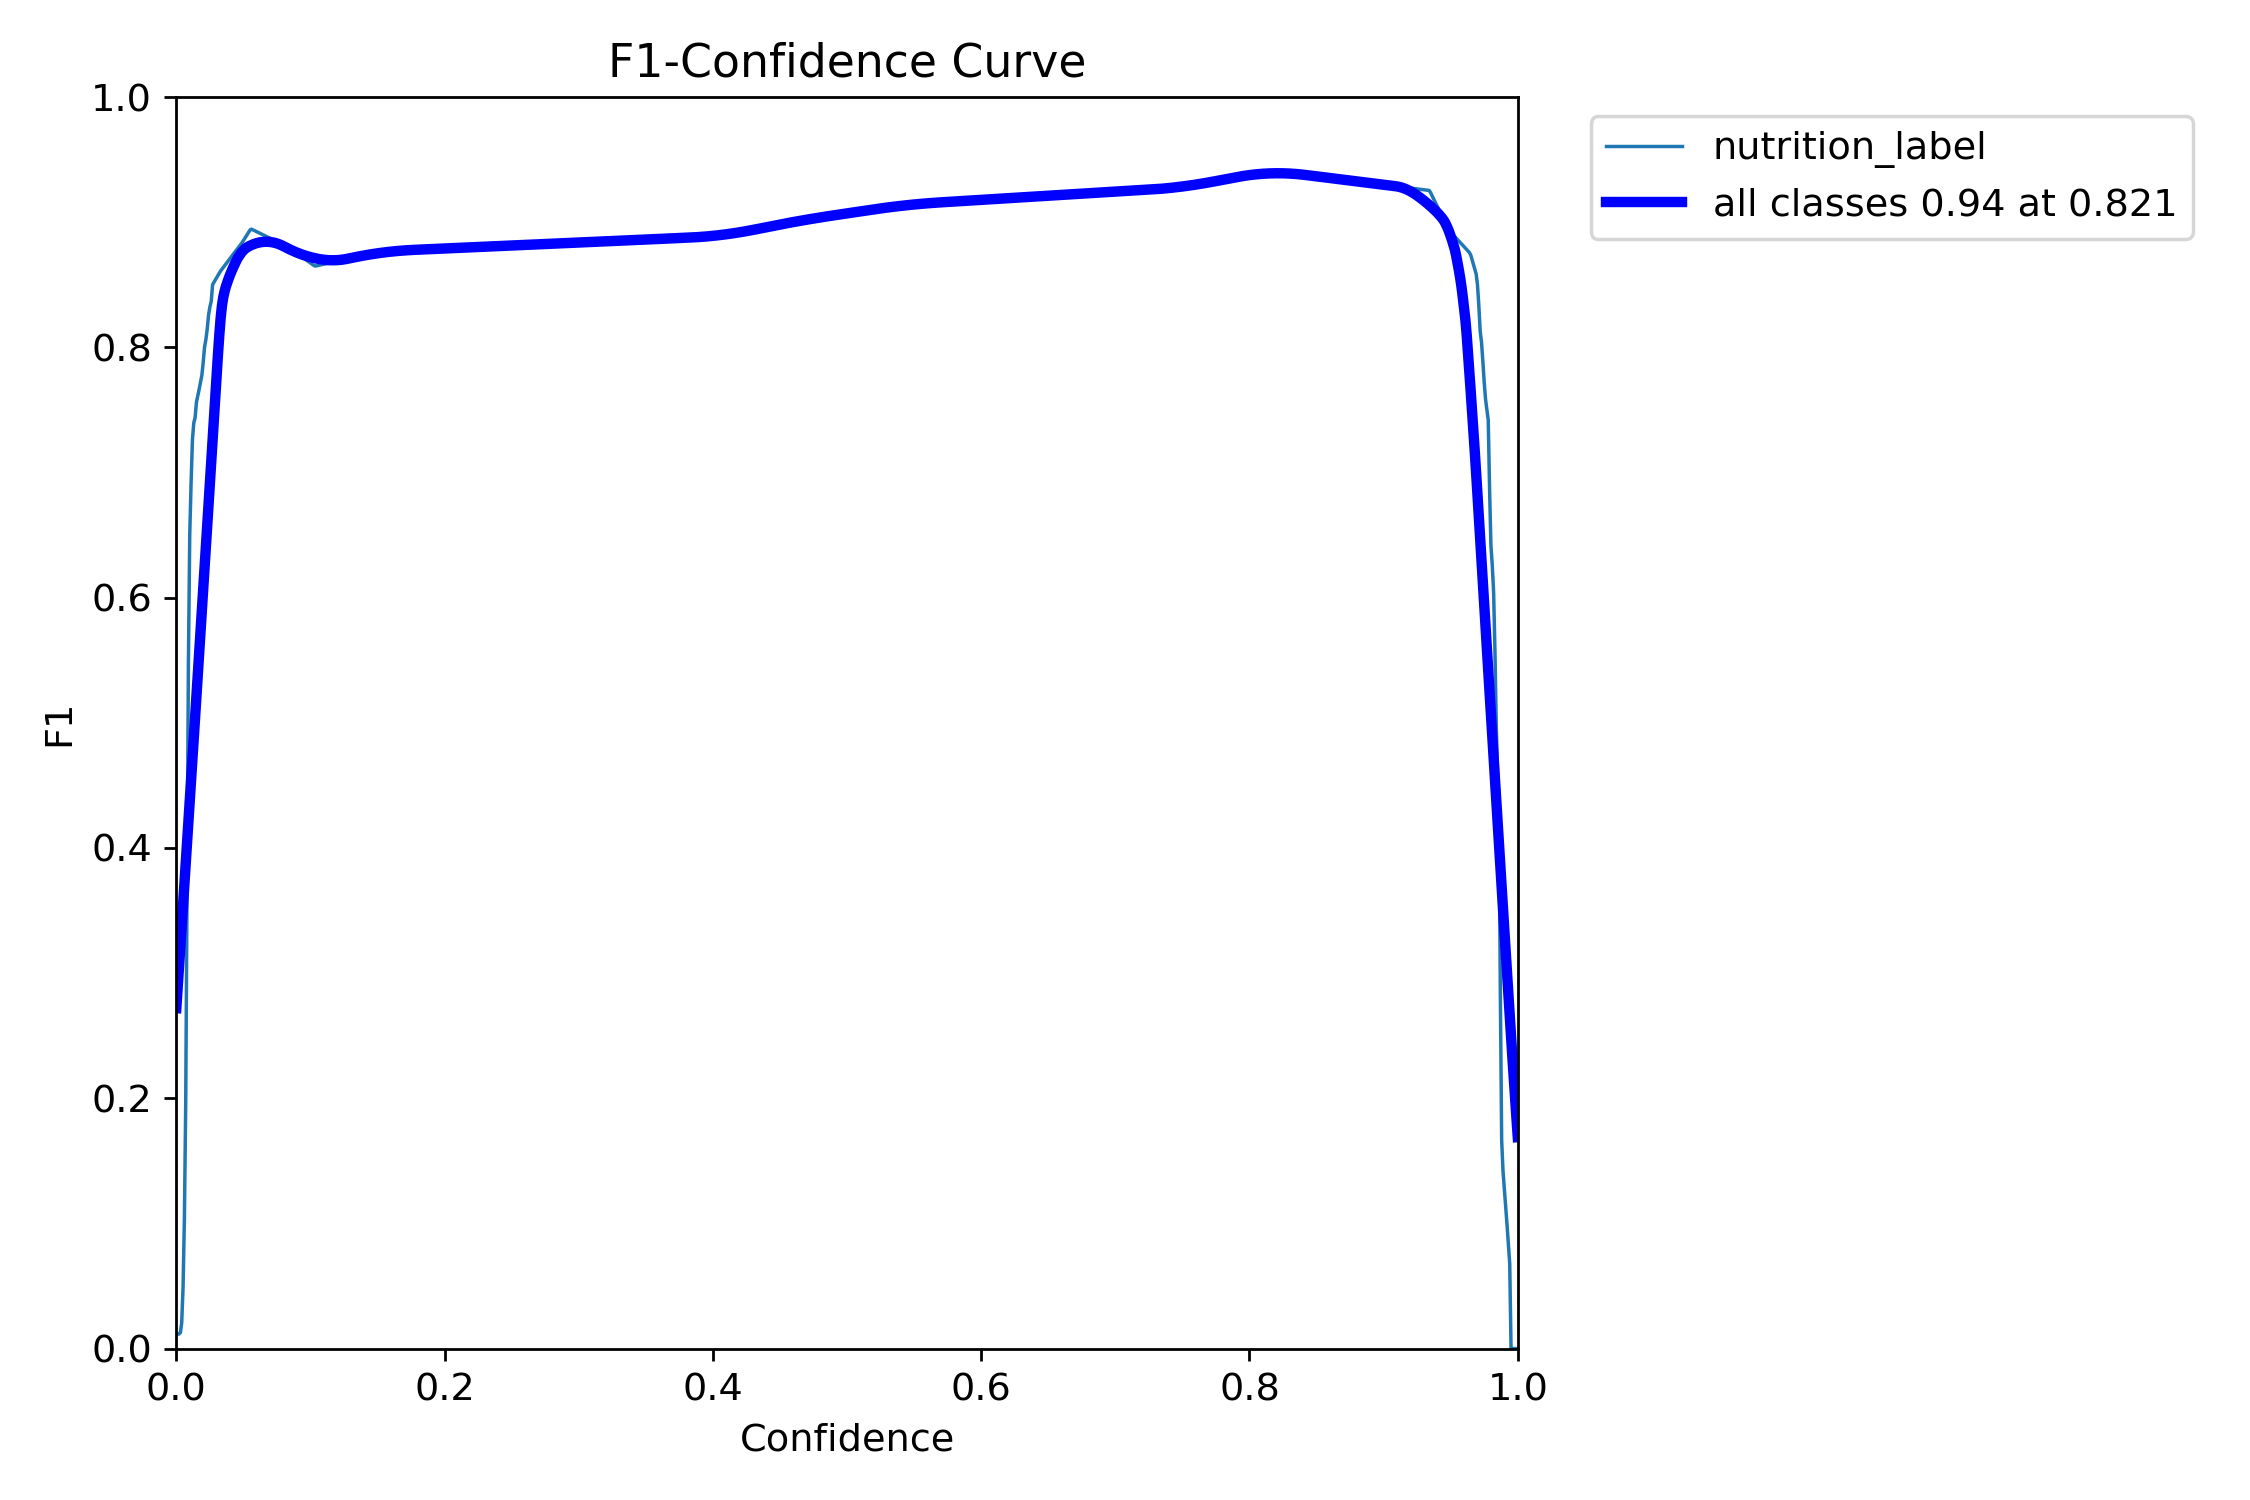 F1-Confidence Curve
1.0
0.8
0.6
0.4
0.2
0.0
F1
0.0 0.2 0.4 0.6 0.8 1.0
Confidence
nutrition_label
all classes 0.94 at 0.821